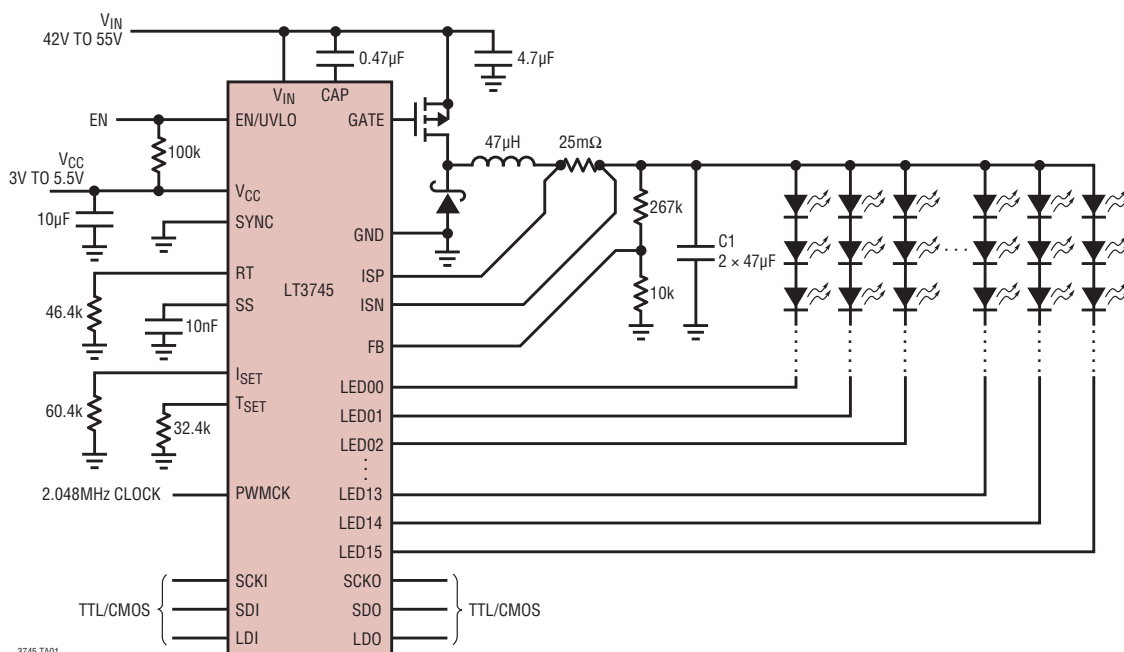 VIN
42V TO 55V
0.47µF
4.7µF
VIN
CAP
EN
EN/UVLO
GATE
100k
47µH
25mΩ
VCC
3V TO 5.5V
VCC
10µF
SYNC
267k
GND
C1
2 × 47µF
RT
ISP
LT3745
10k
46.4k
SS
ISN
10nF
FB
ISET
LED00
60.4k
TSET
LED01
32.4k
LED02
2.048MHz CLOCK
PWMCK
LED13
LED14
LED15
SCKI
SCKO
TTL/CMOS
SDI
SDO
TTL/CMOS
LDI
LDO
3745 TA01